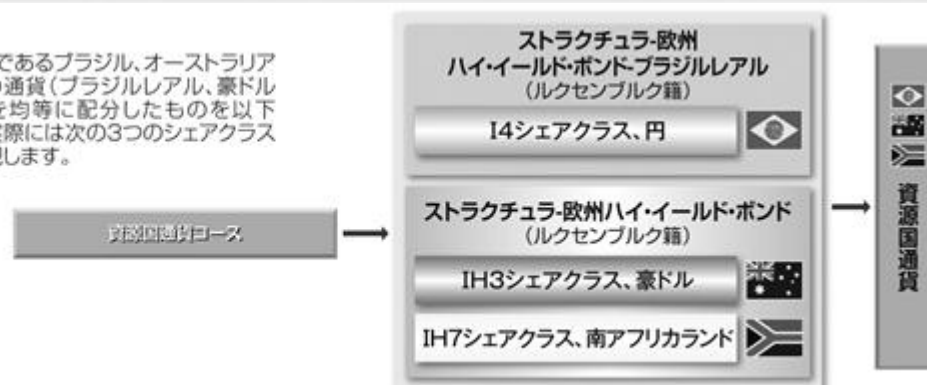 であるブラジル、オーストラリア
通貨(ブラジルレアル、豪ドル
を均等に配分したものを以下
際には次の3つのシェアクラス
します。
資源国通貨コース
ストラクチュラ-欧州
ハイ・イールド・ボンド-ブラジルレアル
(ルクセンブルク籍)
I4シェアクラス、円
ストラクチュラ-欧州ハイ・イールド・ボンド
(ルクセンブルク籍)
IH3シェアクラス、豪ドル
IH7シェアクラス、南アフリカランド
資源国通貨